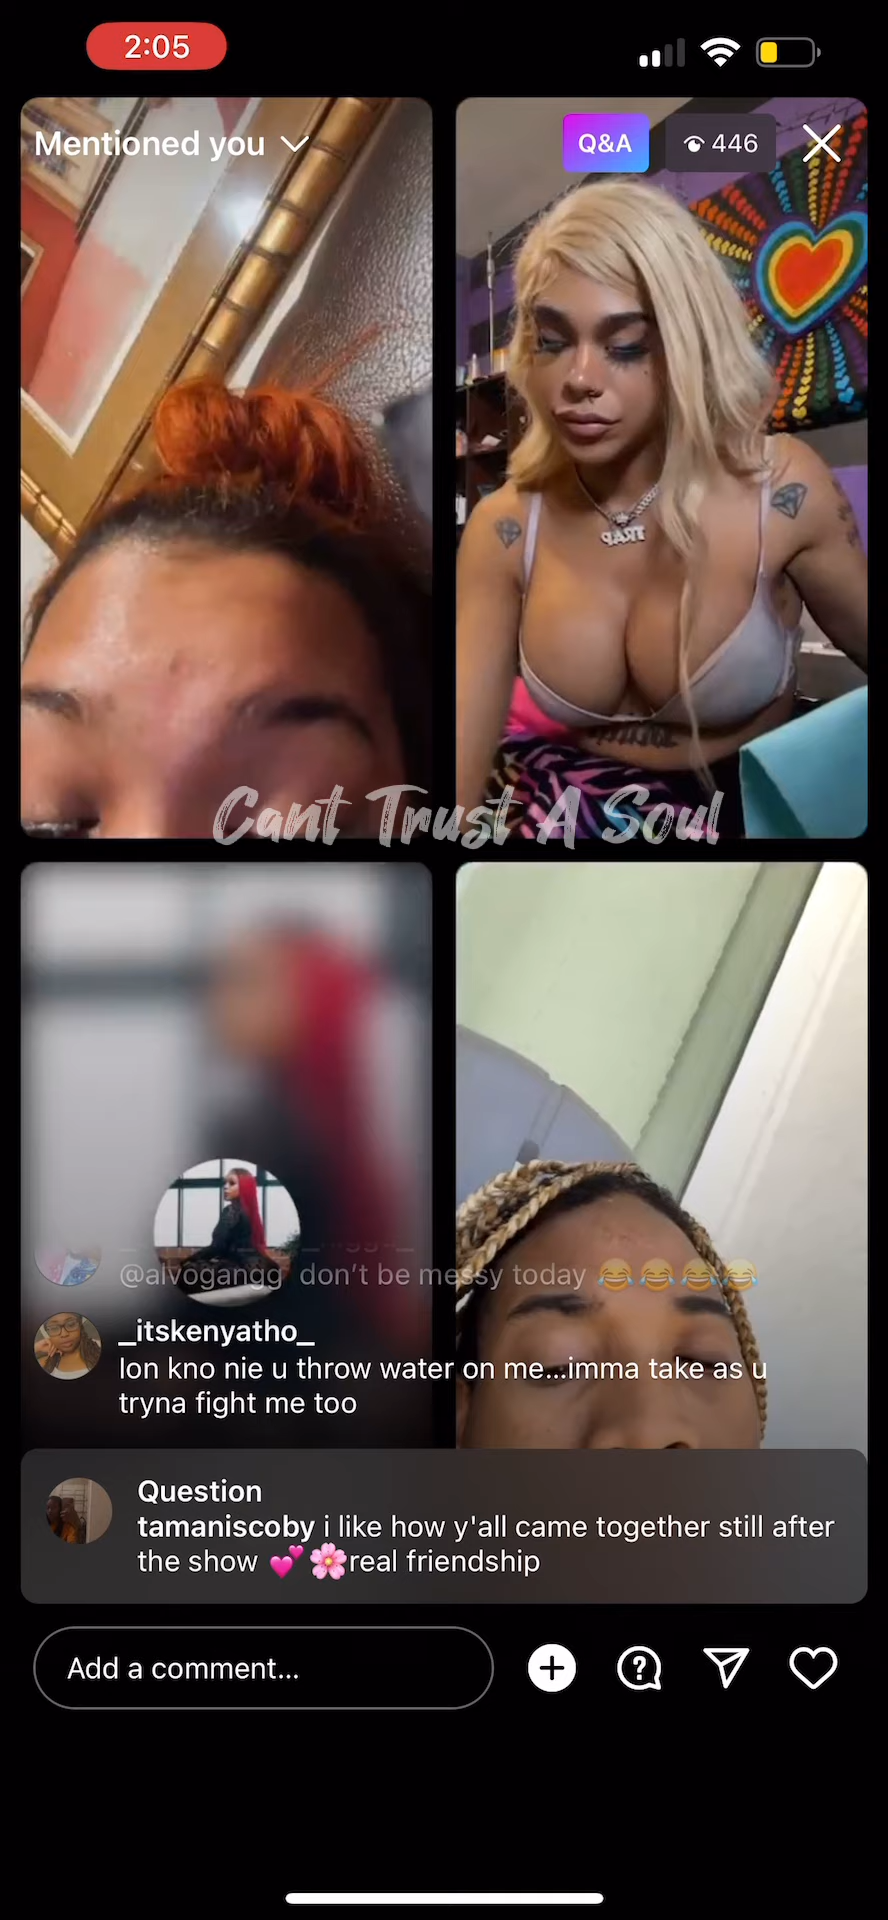 2:05
Mentioned you
Q&A
446
TRAP
Cant Trust A Soul
@alvogangg don't be messy today 😂😂😂😂
_itskenyatho_
Ion kno nie u throw water on me...imma take as u
tryna fight me too
Question
tamaniscoby i like how y'all came together still after
the show 💕🌸real friendship
Add a comment...